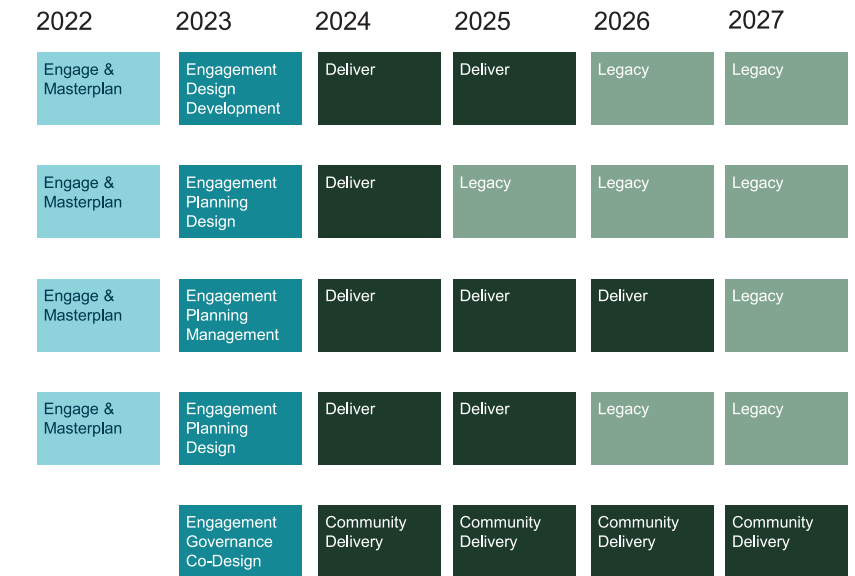 2022 2023 2024 2025 2026 2027
Engage & Engagement Deliver Deliver Legacy Legacy
Masterplan Design
Development
Engage & Engagement Deliver Legacy Legacy Legacy
Masterplan Planning
Design
Engage & Engagement Deliver Deliver Deliver Legacy
Masterplan Planning
Management
Engage & Engagement Deliver Deliver Legacy Legacy
Masterplan Planning
Design
Engagement Community Community Community Community
Governance Delivery Delivery Delivery Delivery
Co-Design